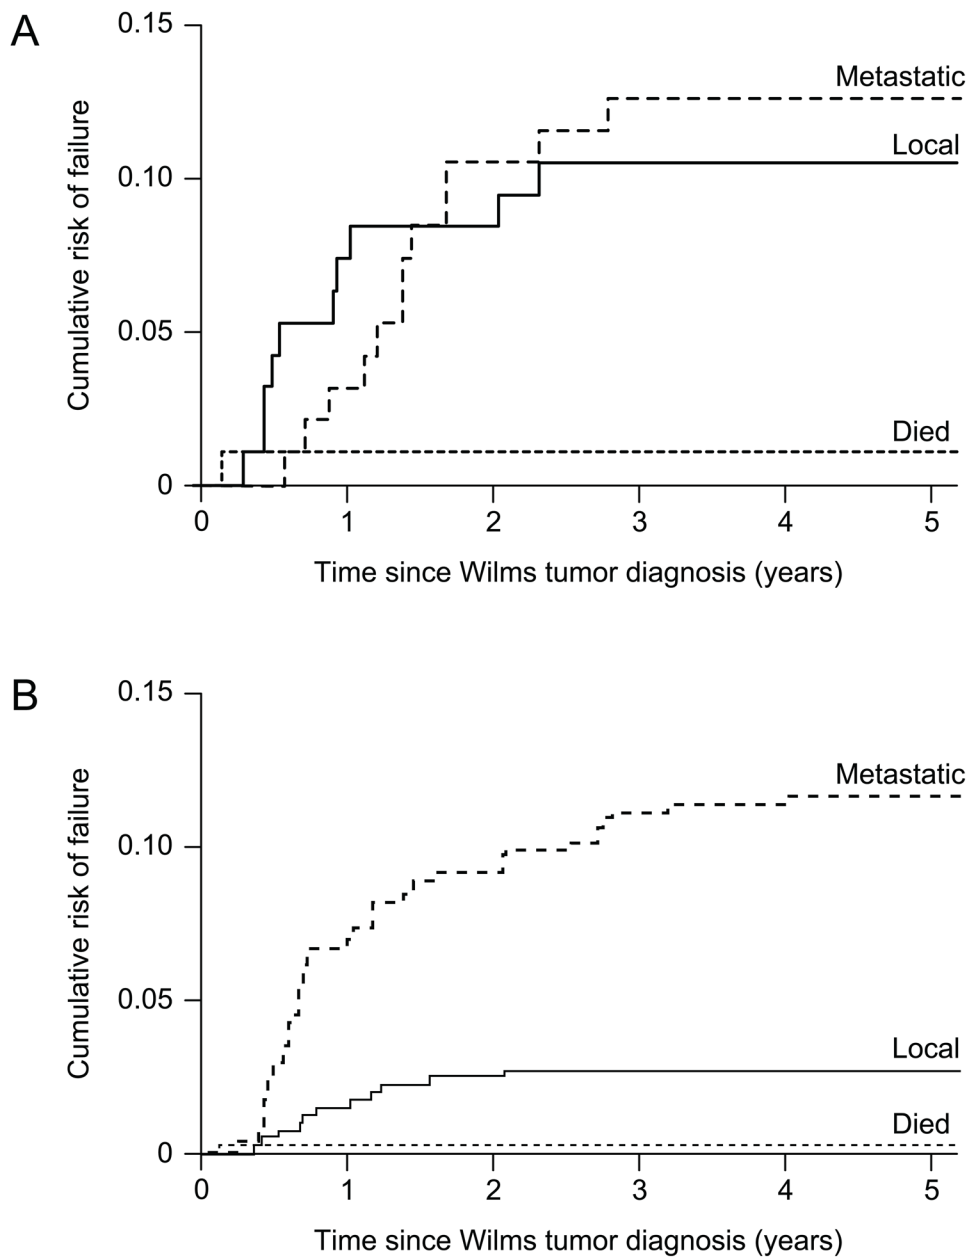 A
0.15
Metastatic
Local
0.10
Cumulative risk of failure
0.05
Died
0
0 1 2 3 4 5
Time since Wilms tumor diagnosis (years)
B
0.15
Metastatic
0.10
Cumulative risk of failure
0.05
Local
Died
0
0 1 2 3 4 5
Time since Wilms tumor diagnosis (years)